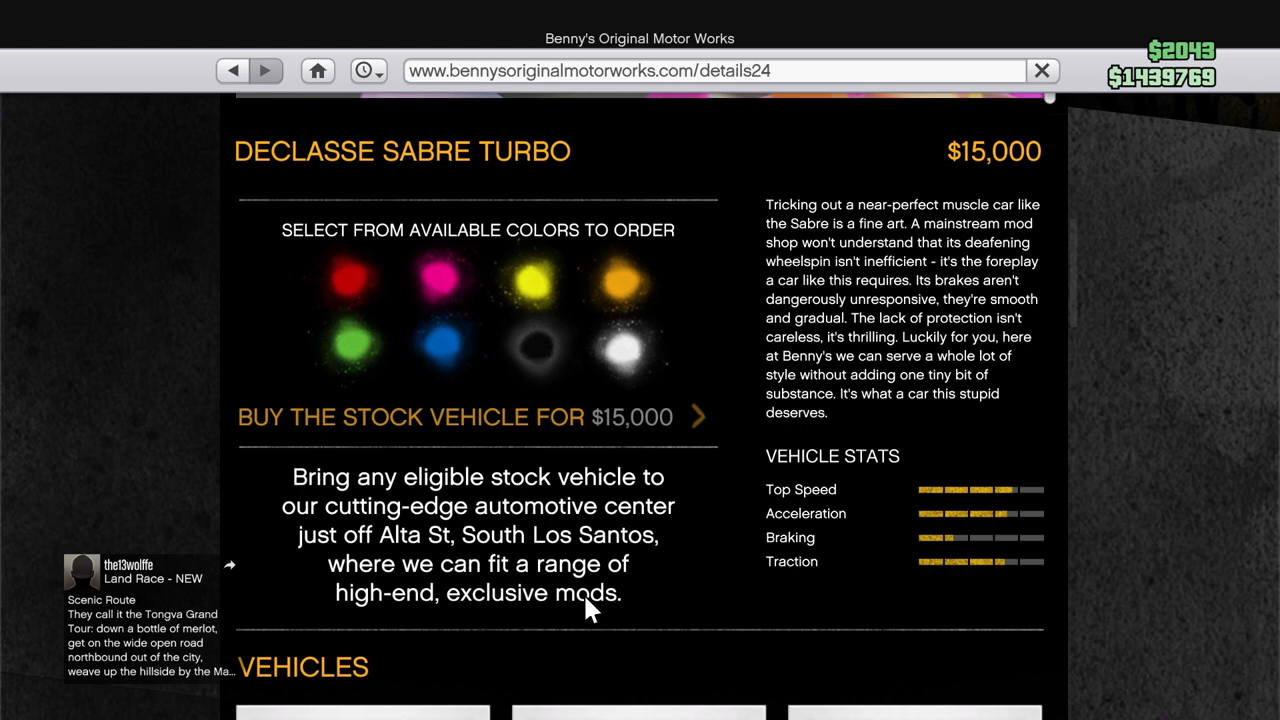 Benny's Original Motor Works
www.bennysoriginalmotorworks.com/details24
$2043
$1439769
DECLASSE SABRE TURBO
$15,000
SELECT FROM AVAILABLE COLORS TO ORDER
BUY THE STOCK VEHICLE FOR $15,000
Bring any eligible stock vehicle to
our cutting-edge automotive center
just off Alta St, South Los Santos,
where we can fit a range of
high-end, exclusive mods.
Tricking out a near-perfect muscle car like
the Sabre is a fine art. A mainstream mod
shop won't understand that its deafening
wheelspin isn't inefficient - it's the foreplay
a car like this requires. Its brakes aren't
dangerously unresponsive, they're smooth
and gradual. The lack of protection isn't
careless, it's thrilling. Luckily for you, here
at Benny's we can serve a whole lot of
style without adding one tiny bit of
substance. It's what a car this stupid
deserves.
VEHICLE STATS
Top Speed
Acceleration
Braking
Traction
the13wolffe
Land Race - NEW
Scenic Route
They call it the Tongva Grand
Tour: down a bottle of merlot,
get on the wide open road
northbound out of the city,
weave up the hillside by the Ma...
VEHICLES